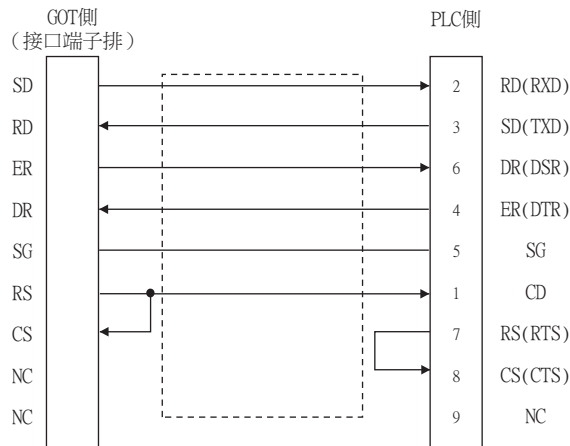 GOT側
(接口端子排)
PLC側
SD 2 RD(RXD)
RD 3 SD(TXD)
ER 6 DR(DSR)
DR 4 ER(DTR)
SG 5 SG
RS 1 CD
CS 7 RS(RTS)
NC 8 CS(CTS)
NC 9 NC